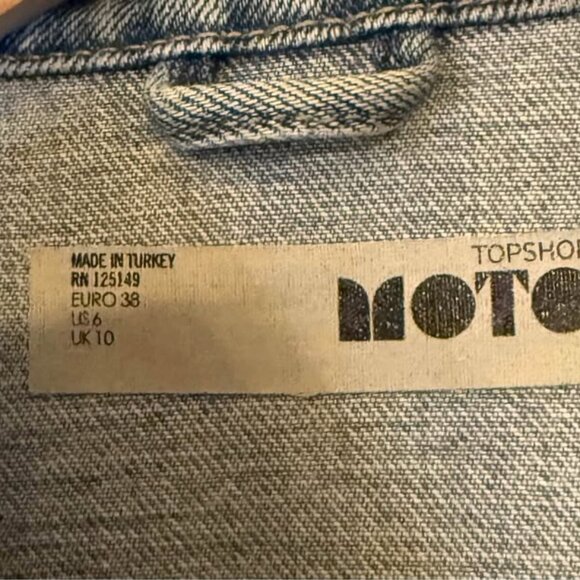 MADE IN TURKEY
RN 125149
EURO 38
US 6
UK 10
TOPSHOP
MOTO